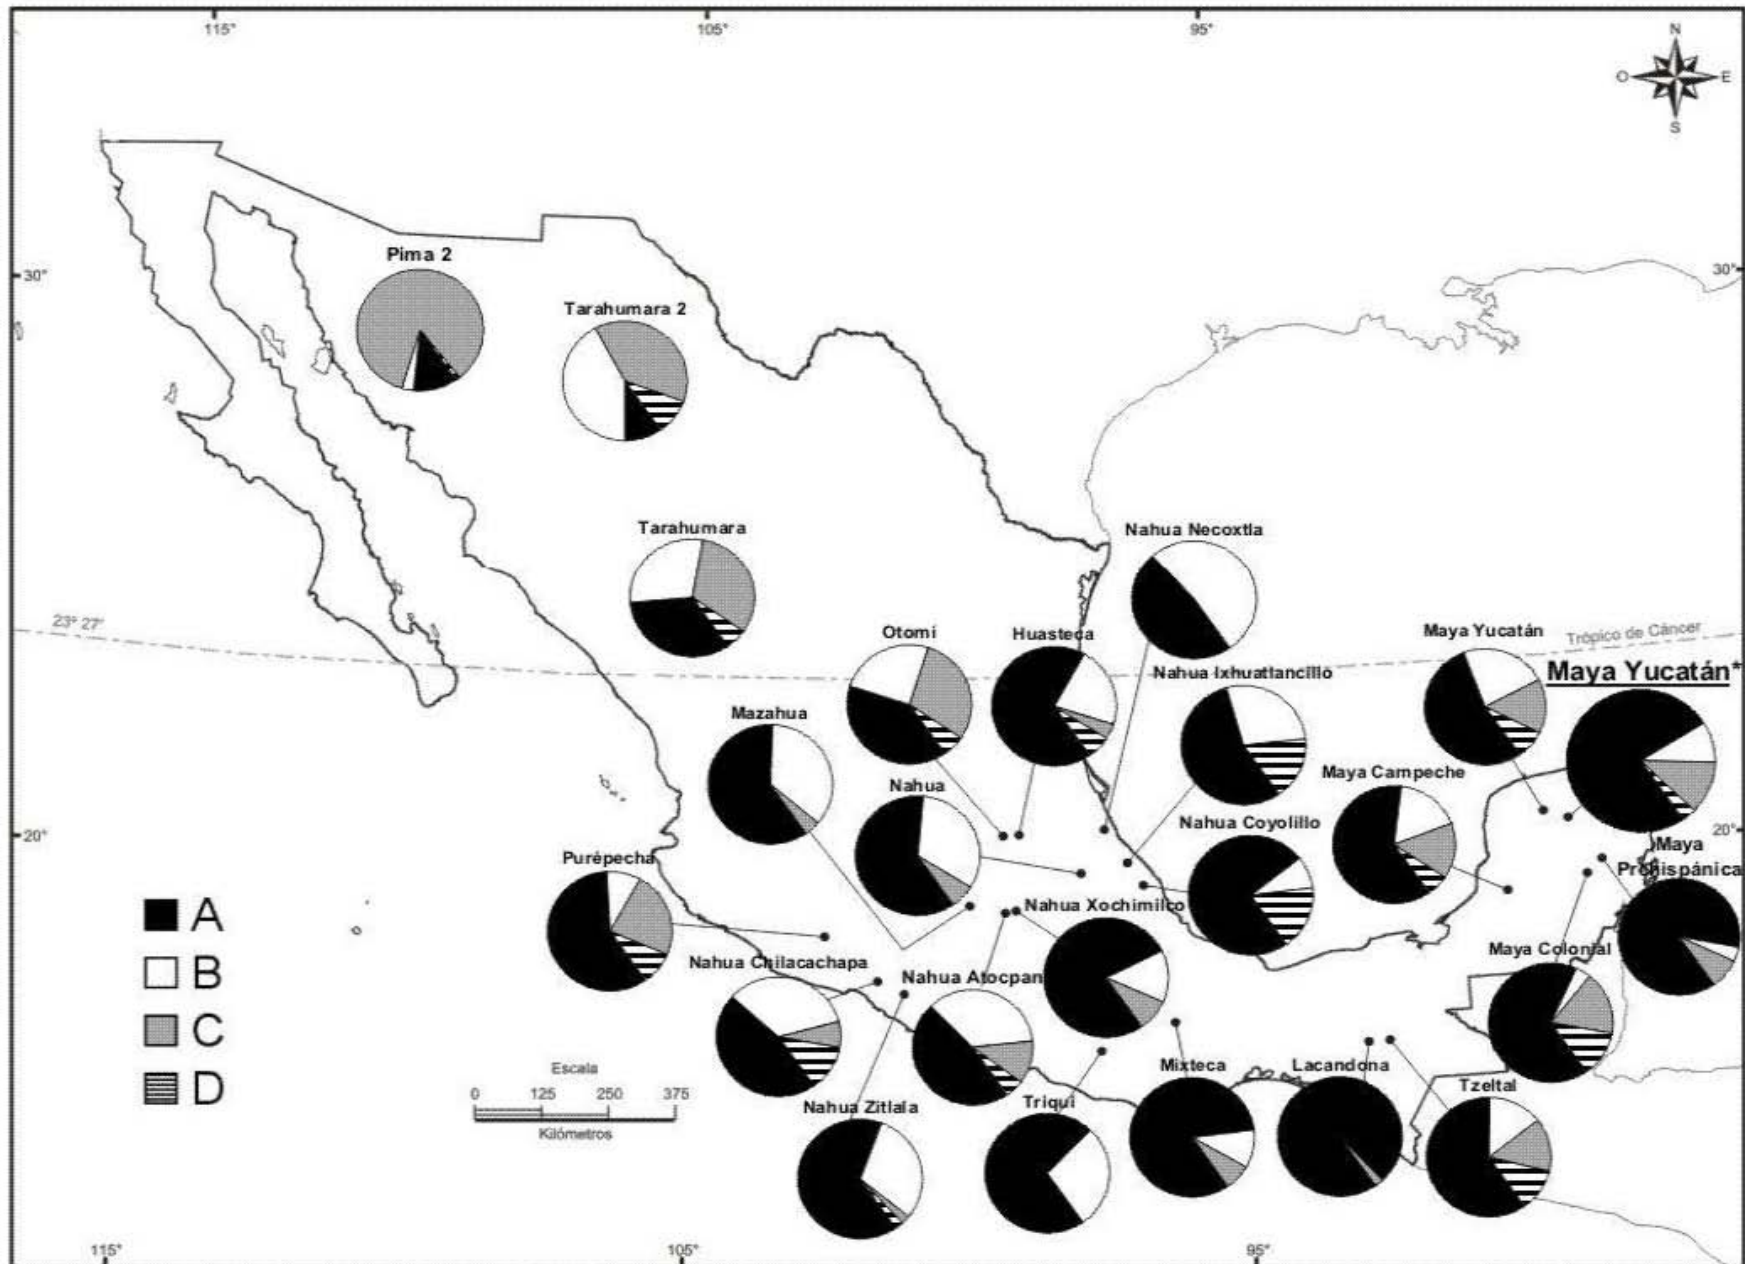 115°
105°
95°
N
O
E
S
Pima 2
30°
30°
Tarahumara 2
Tarahumara
Nahua Necoxtla
23° 27'
Otomi
Huasteca
Maya Yucatán
Trópico de Cáncer
Nahua Ixhuatlancillo
Maya Yucatán*
Mazahua
Maya Campeche
Nahua
Nahua Coyolillo
20°
20°
Maya
Prehispánica
Purépecha
A
Nahua Xochimilco
Maya Colonial
Nahua Chilacachapa
Nahua Atocpan
B
C
Escala
Mixteca
Lacandona
D
0 125 250 375
Tzeltal
Kilómetros
Nahua Zitlala
Triqui
115°
105°
95°